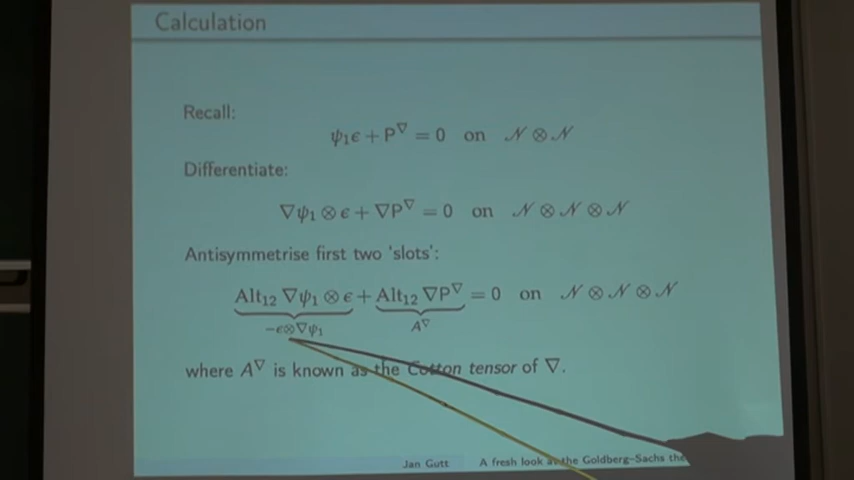 Calculation
Recall:
ψ₁ϵ + P^∇ = 0 on 𝒩 ⊗ 𝒩
Differentiate:
∇ψ₁ ⊗ ϵ + ∇P^∇ = 0 on 𝒩 ⊗ 𝒩 ⊗ 𝒩
Antisymmetrise first two 'slots':
Alt₁₂ ∇ψ₁ ⊗ ϵ + Alt₁₂ ∇P^∇ = 0 on 𝒩 ⊗ 𝒩 ⊗ 𝒩
−ϵ⊗∇ψ₁ A^∇
where A^∇ is known as the Cotton tensor of ∇.
Jan Gutt A fresh look at the Goldberg–Sachs the